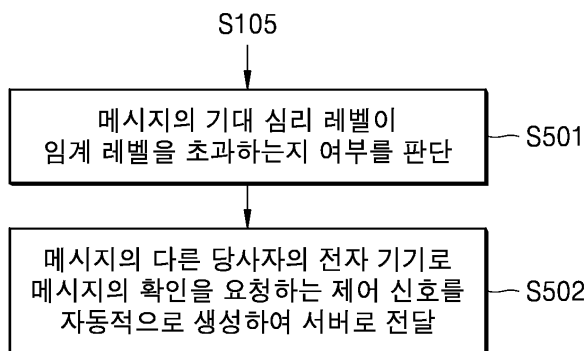 S105
메시지의 기대 심리 레벨이
임계 레벨을 초과하는지 여부를 판단
S501
메시지의 다른 당사자의 전자 기기로
메시지의 확인을 요청하는 제어 신호를
자동적으로 생성하여 서버로 전달
S502